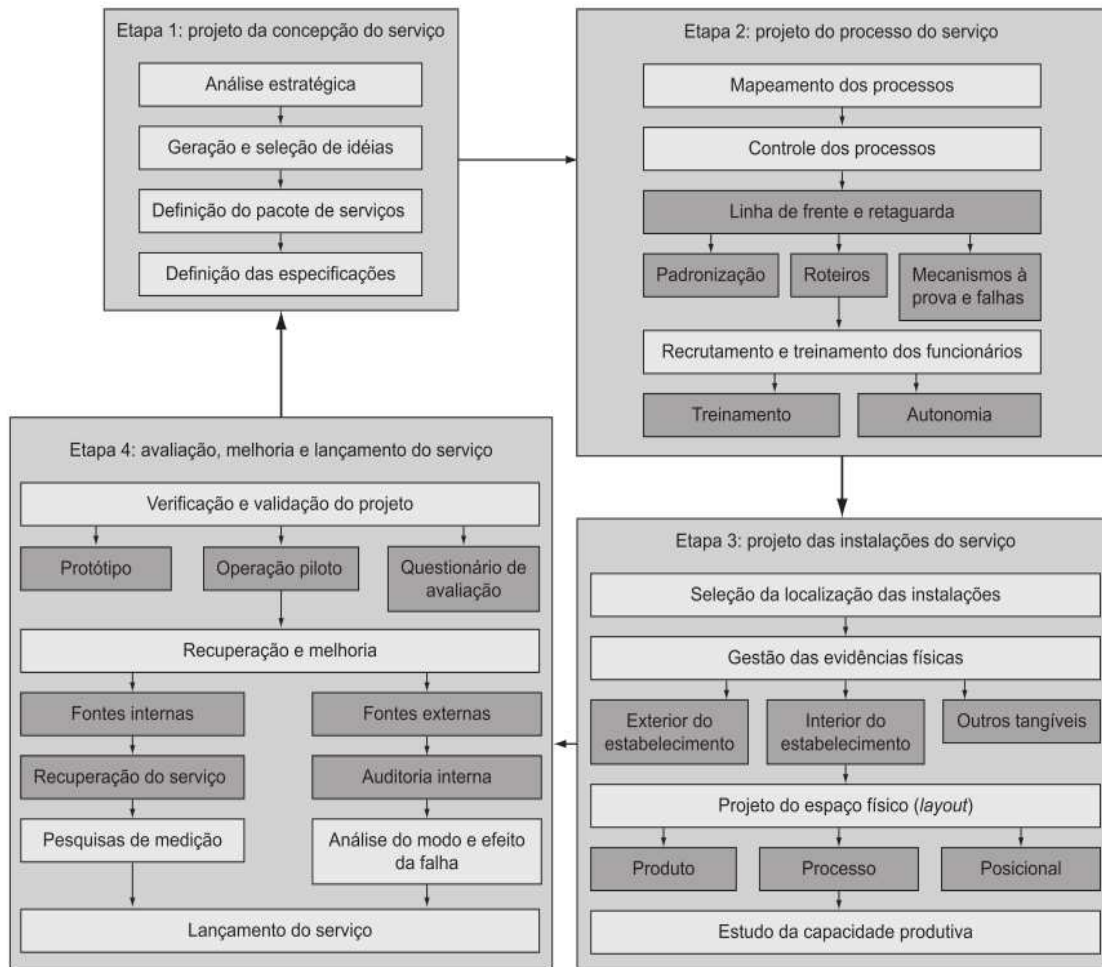 Etapa 1: projeto da concepção do serviço
Análise estratégica
Geração e seleção de idéias
Definição do pacote de serviços
Definição das especificações
Etapa 2: projeto do processo do serviço
Mapeamento dos processos
Controle dos processos
Linha de frente e retaguarda
Padronização
Roteiros
Mecanismos à
prova e falhas
Recrutamento e treinamento dos funcionários
Treinamento
Autonomia
Etapa 3: projeto das instalações do serviço
Seleção da localização das instalações
Gestão das evidências físicas
Exterior do
estabelecimento
Interior do
estabelecimento
Outros tangíveis
Projeto do espaço físico (layout)
Produto
Processo
Posicional
Estudo da capacidade produtiva
Etapa 4: avaliação, melhoria e lançamento do serviço
Verificação e validação do projeto
Protótipo
Operação piloto
Questionário de
avaliação
Recuperação e melhoria
Fontes internas
Fontes externas
Recuperação do serviço
Auditoria interna
Pesquisas de medição
Análise do modo e efeito
da falha
Lançamento do serviço